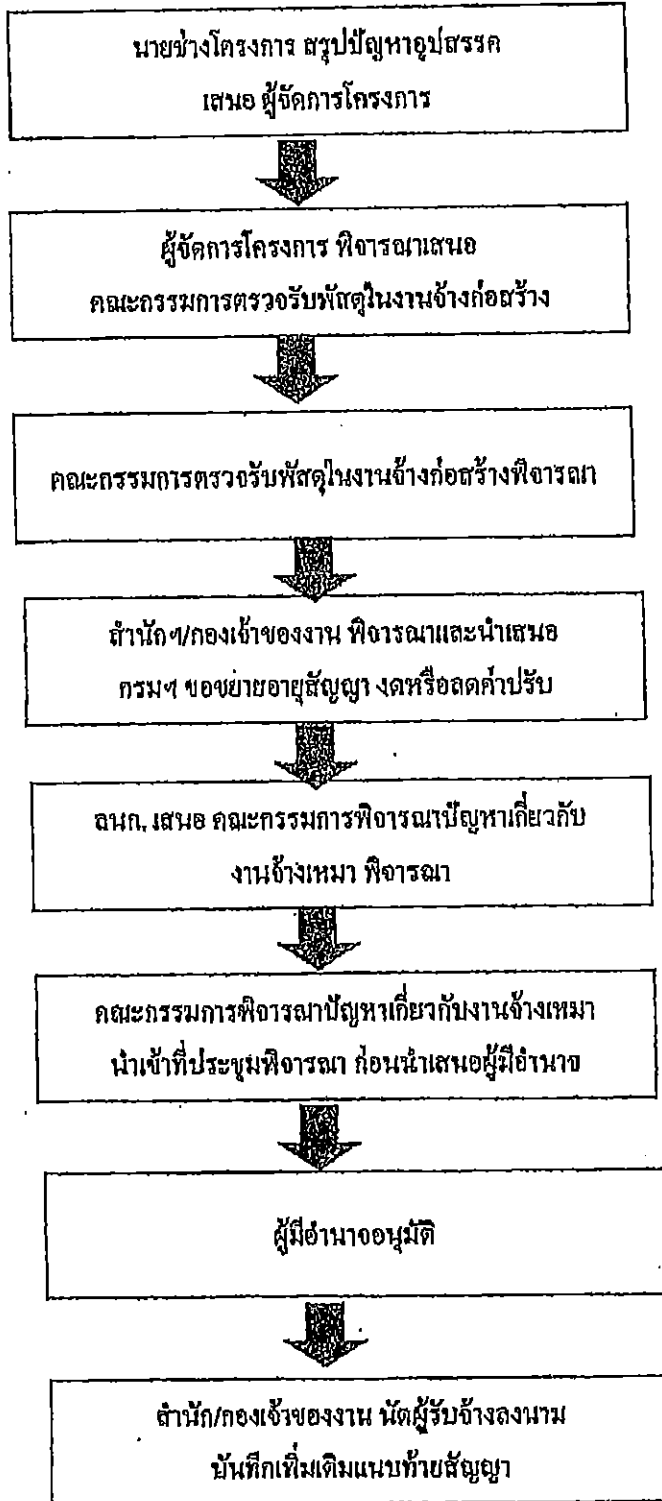 นายช่างโครงการ สรุปปัญหาอุปสรรค
เสนอ ผู้จัดการโครงการ
ผู้จัดการโครงการ พิจารณาเสนอ
คณะกรรมการตรวจรับพัสดุในงานจ้างก่อสร้าง
คณะกรรมการตรวจรับพัสดุในงานจ้างก่อสร้างพิจารณา
สำนักฯ/กองเจ้าของงาน พิจารณาและนำเสนอ
กรมฯ ขอขยายอายุสัญญา งดหรือลดค่าปรับ
ลนก. เสนอ คณะกรรมการพิจารณาปัญหาเกี่ยวกับ
งานจ้างเหมา พิจารณา
คณะกรรมการพิจารณาปัญหาเกี่ยวกับงานจ้างเหมา
นำเข้าที่ประชุมพิจารณา ก่อนนำเสนอผู้มีอำนาจ
ผู้มีอำนาจอนุมัติ
สำนัก/กองเจ้าของงาน นัดผู้รับจ้างลงนาม
บันทึกเพิ่มเติมแนบท้ายสัญญา